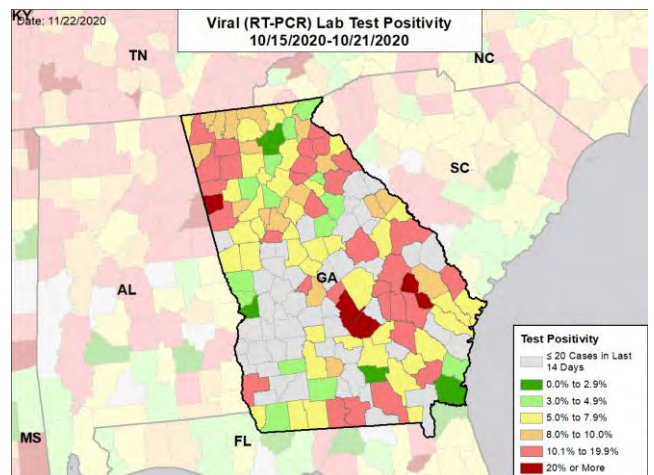 KY
Date: 11/22/2020
Viral (RT-PCR) Lab Test Positivity
10/15/2020-10/21/2020
TN
NC
SC
GA
AL
MS
FL
Test Positivity
≤ 20 Cases in Last
14 Days
0.0% to 2.9%
3.0% to 4.9%
5.0% to 7.9%
8.0% to 10.0%
10.1% to 19.9%
20% or More